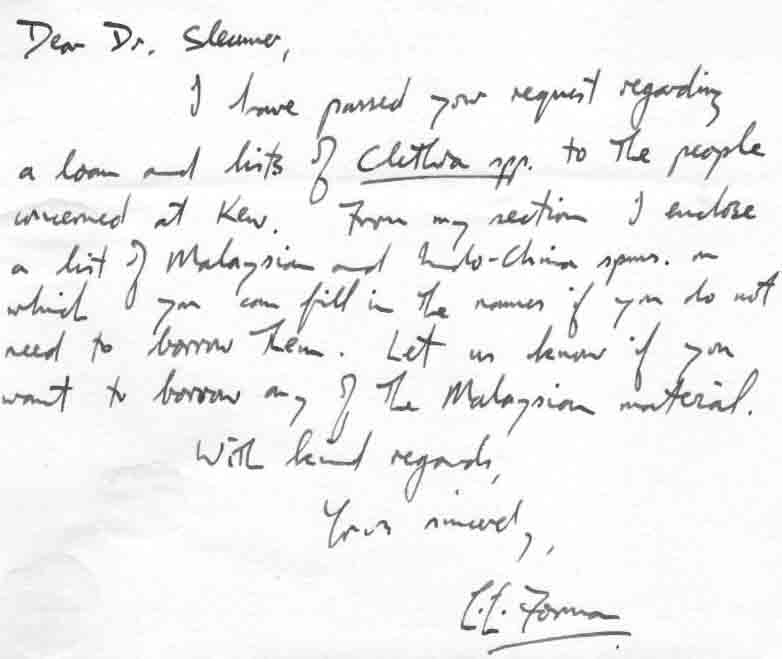 Dear Dr. Sleumer,
I have passed your request regarding
a loan and lists of Clethra spp. to the people
concerned at Kew. From my section I enclose
a list of Malaysian and Indo-China spms. on
which you can fill in the names if you do not
need to borrow them. Let us know if you
want to borrow any of the Malaysian material.
With kind regards,
Yours sincerely,
L.L. Forman